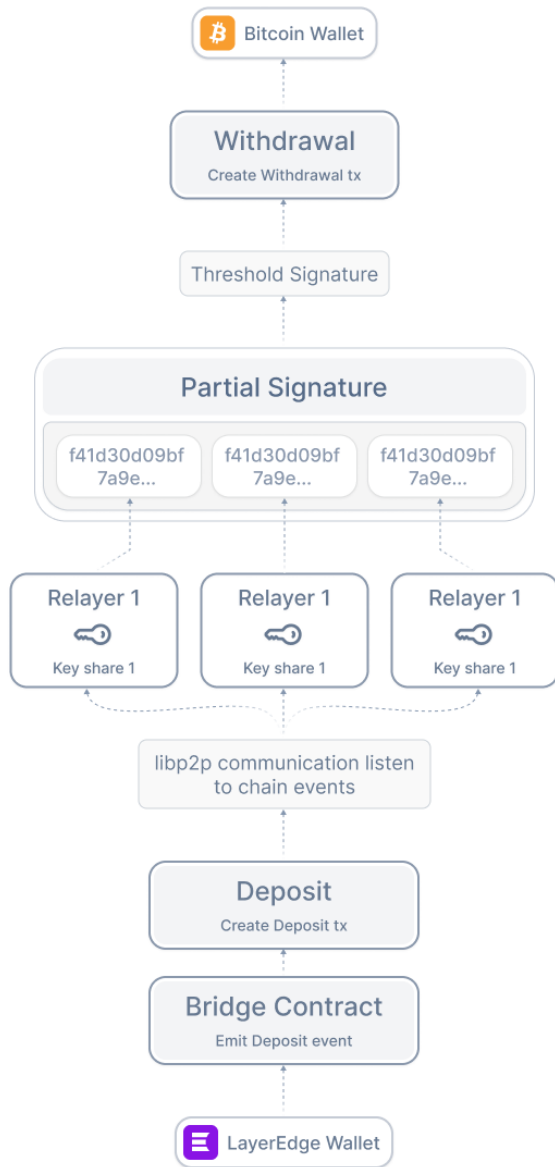 Bitcoin Wallet
Withdrawal
Create Withdrawal tx
Threshold Signature
Partial Signature
f41d30d09bf
7a9e...
f41d30d09bf
7a9e...
f41d30d09bf
7a9e...
Relayer 1
Key share 1
Relayer 1
Key share 1
Relayer 1
Key share 1
libp2p communication listen
to chain events
Deposit
Create Deposit tx
Bridge Contract
Emit Deposit event
LayerEdge Wallet